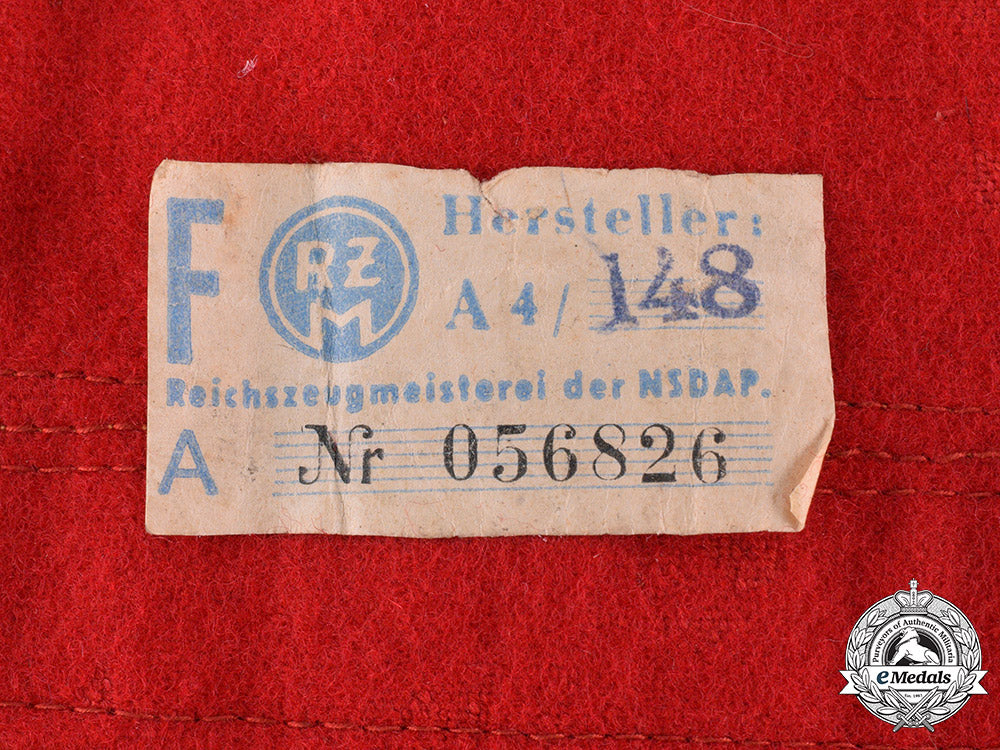 F
RZM
Hersteller:
A 4 / 148
Reichszeugmeisterei der NSDAP.
A
Nr 056826
Purveyors of Authentic Militaria
eMedals